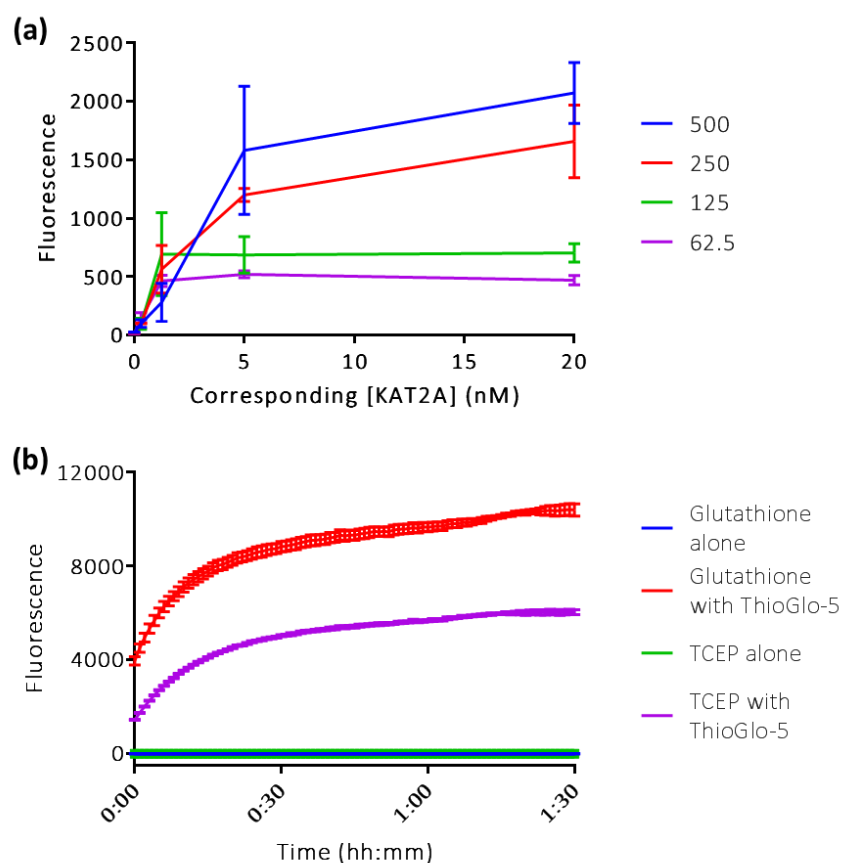 (a)
2500
2000
1500
1000
500
0
Fluorescence
0
5
10
15
20
Corresponding [KAT2A] (nM)
500
250
125
62.5
(b)
12000
8000
4000
0
Fluorescence
0:00
0:30
1:00
1:30
Time (hh:mm)
Glutathione
alone
Glutathione
with ThioGlo-5
TCEP alone
TCEP with
ThioGlo-5